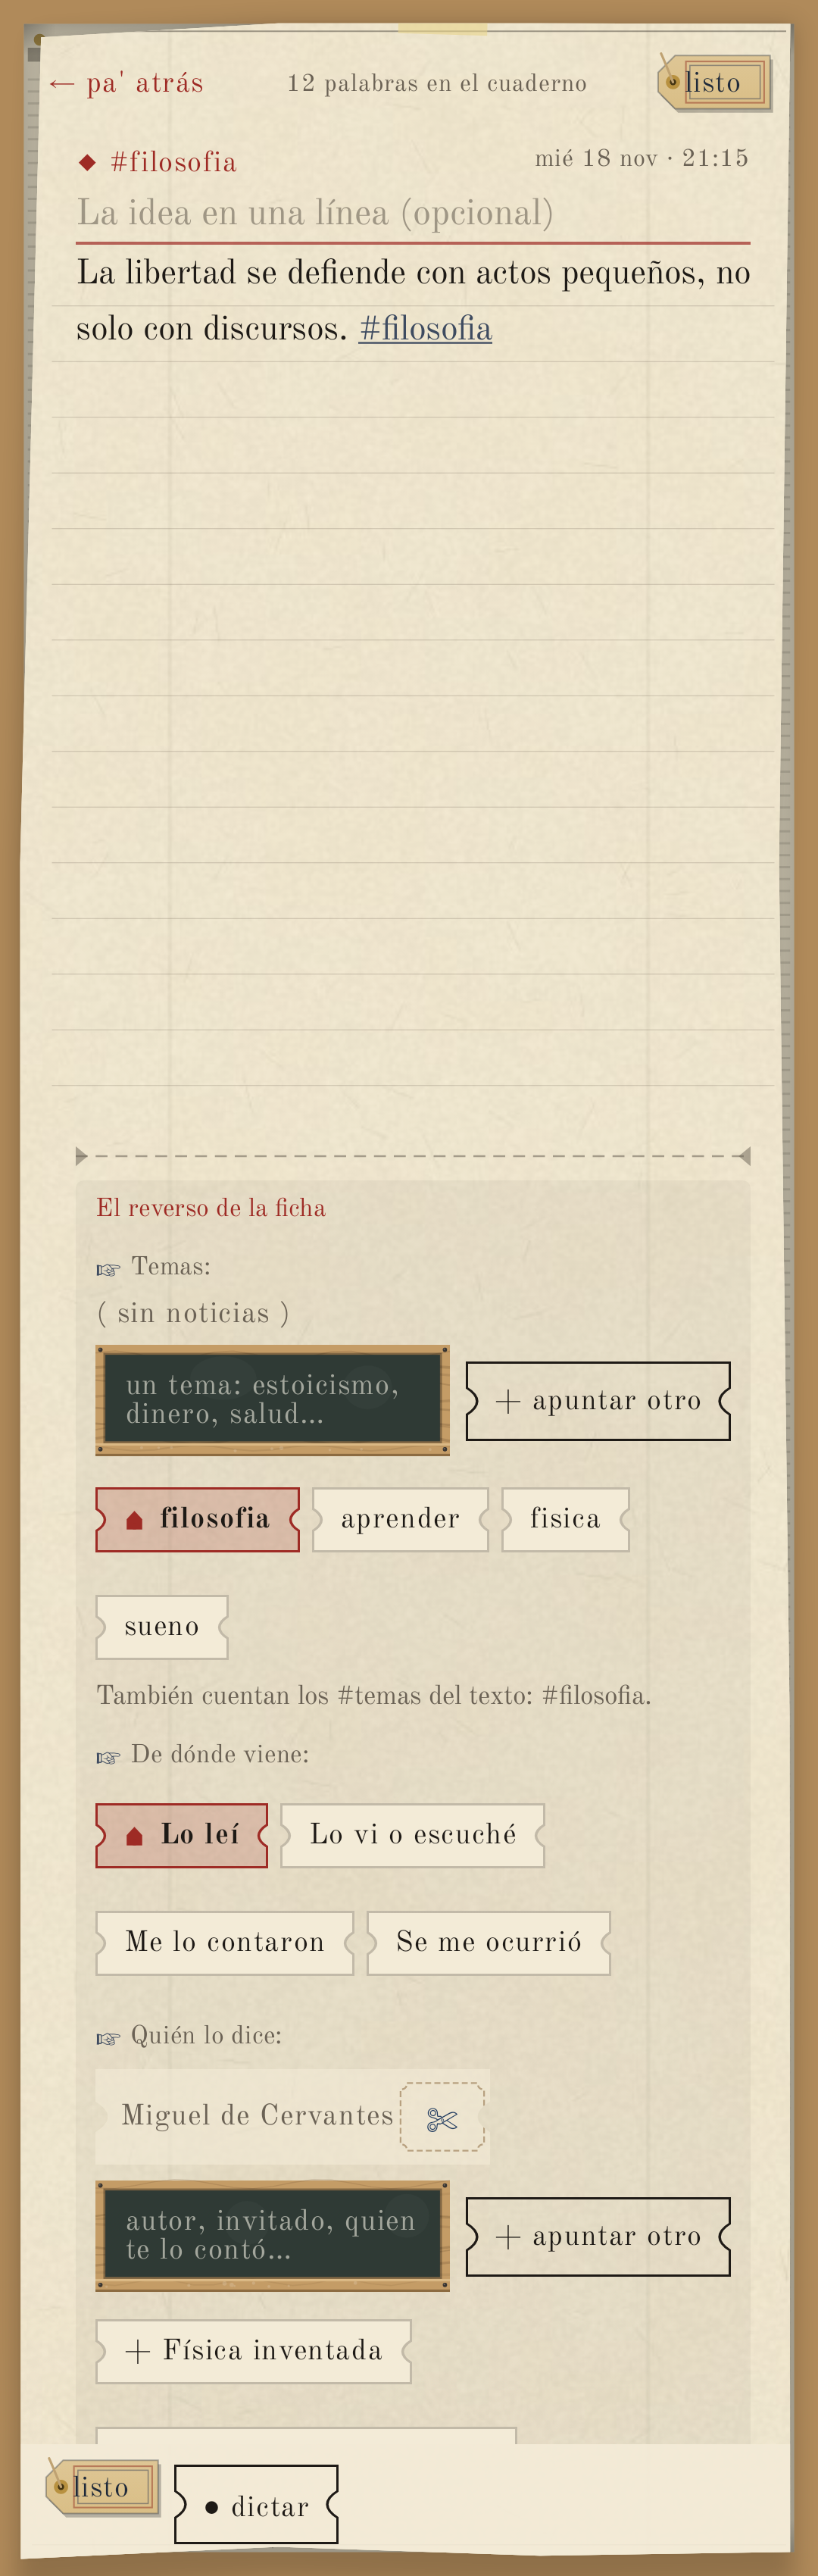 ← pa' atrás 12 palabras en el cuaderno listo
◆ #filosofia mié 18 nov · 21:15
La idea en una línea (opcional)
La libertad se defiende con actos pequeños, no
solo con discursos. #filosofia
El reverso de la ficha
☞ Temas:
( sin noticias )
un tema: estoicismo,
dinero, salud...
+ apuntar otro
filosofia aprender fisica
sueno
También cuentan los #temas del texto: #filosofia.
☞ De dónde viene:
Lo leí Lo vi o escuché
Me lo contaron Se me ocurrió
☞ Quién lo dice:
Miguel de Cervantes ✄
autor, invitado, quien
te lo contó...
+ apuntar otro
+ Física inventada
listo ● dictar